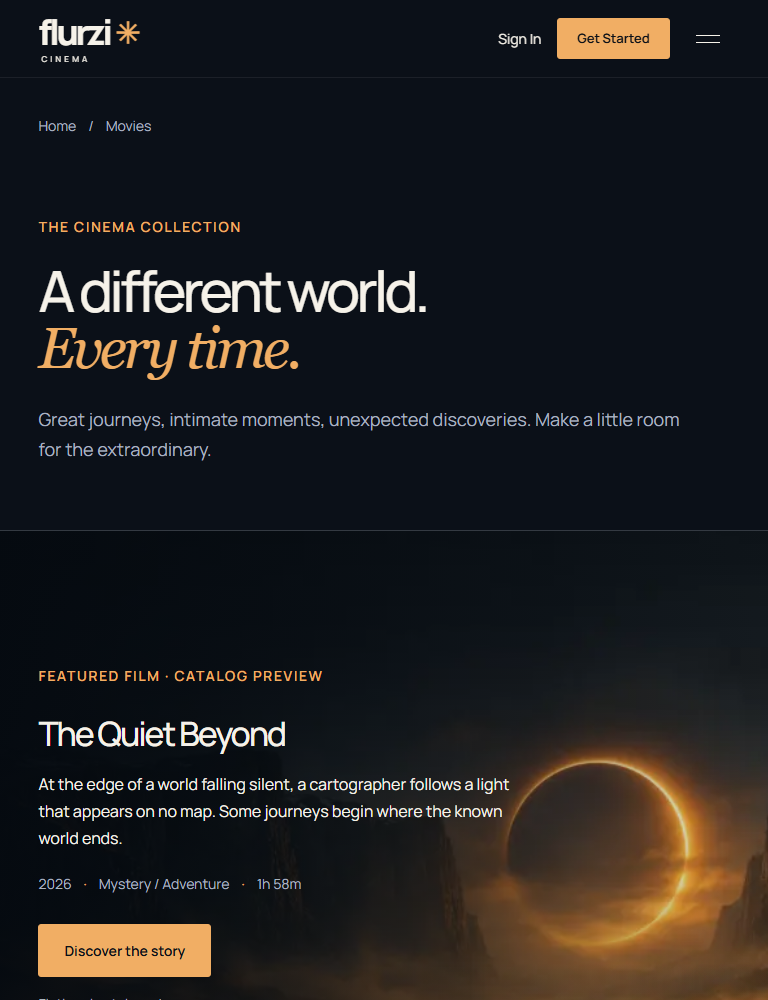 flurzi
CINEMA
Sign In
Get Started
Home / Movies
THE CINEMA COLLECTION
A different world.
Every time.
Great journeys, intimate moments, unexpected discoveries. Make a little room
for the extraordinary.
FEATURED FILM · CATALOG PREVIEW
The Quiet Beyond
At the edge of a world falling silent, a cartographer follows a light
that appears on no map. Some journeys begin where the known
world ends.
2026 · Mystery / Adventure · 1h 58m
Discover the story